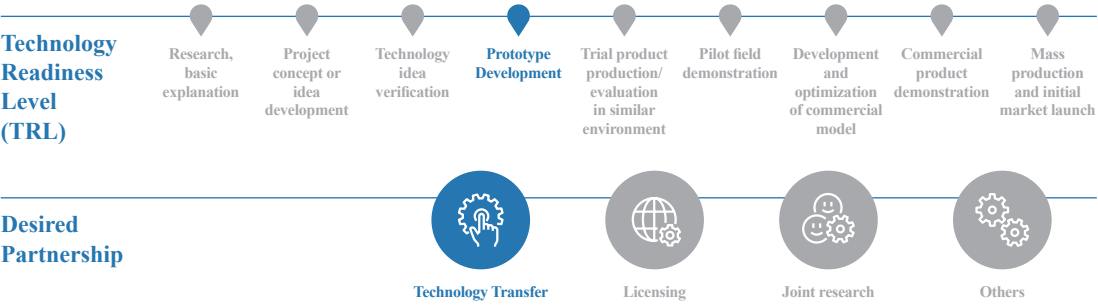 Technology
Readiness
Level
(TRL)
Research,
basic
explanation
Project
concept or
idea
development
Technology
idea
verification
Prototype
Development
Trial product
production/
evaluation
in similar
environment
Pilot field
demonstration
Development
and
optimization
of commercial
model
Commercial
product
demonstration
Mass
production
and initial
market launch
Desired
Partnership
Technology Transfer
Licensing
Joint research
Others